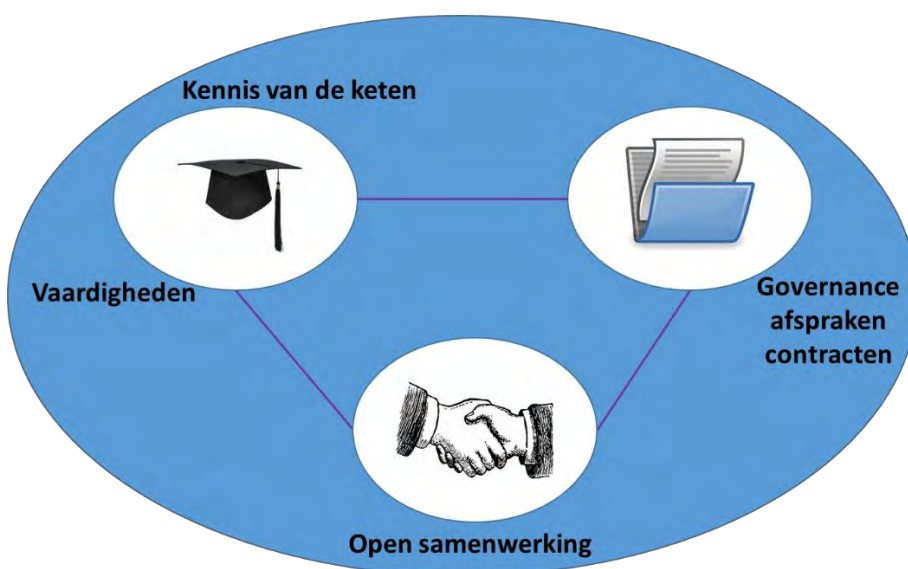 Kennis van de keten
Vaardigheden
Governance
afspraken
contracten
Open samenwerking